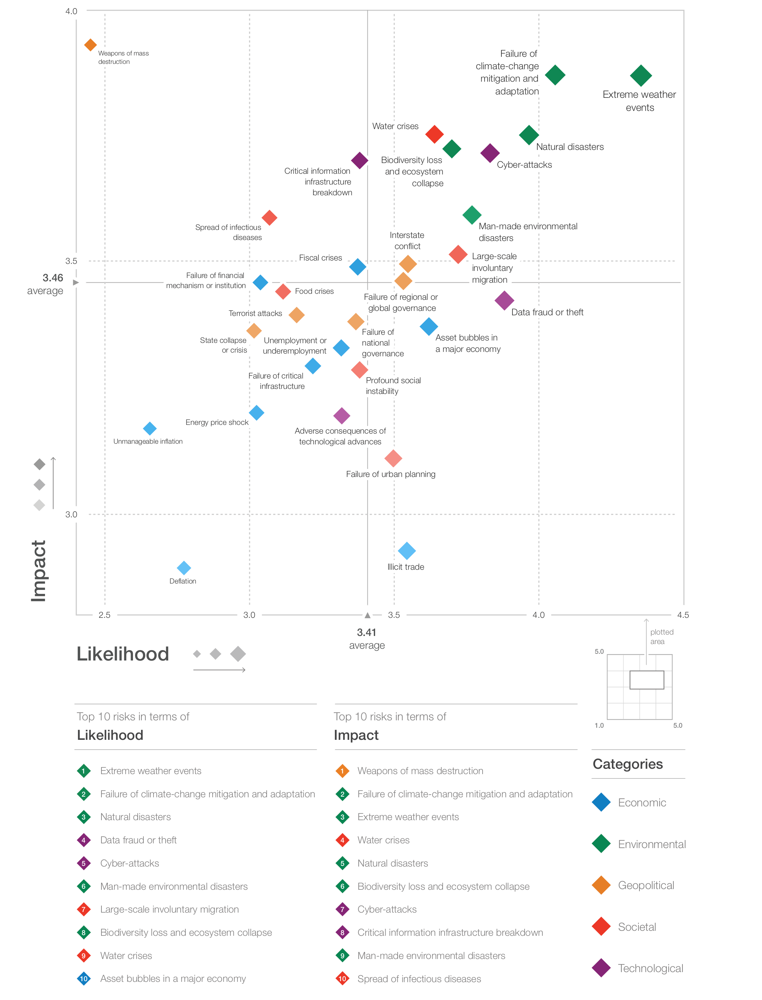 4.0
Weapons of mass
destruction
Failure of
climate-change
mitigation and
adaptation
Extreme weather
events
Water crises
Natural disasters
Biodiversity loss
and ecosystem
collapse
Cyber-attacks
Critical information
infrastructure
breakdown
Spread of infectious
diseases
Man-made environmental
disasters
Interstate
conflict
Large-scale
involuntary
migration
Fiscal crises
3.5
3.46
average
Failure of financial
mechanism or institution
Food crises
Failure of regional or
global governance
Data fraud or theft
Terrorist attacks
State collapse
or crisis
Unemployment or
underemployment
Failure of
national
governance
Asset bubbles in
a major economy
Failure of critical
infrastructure
Profound social
instability
Energy price shock
Unmanageable inflation
Adverse consequences of
technological advances
Failure of urban planning
3.0
Impact
Illicit trade
Deflation
2.5
3.0
3.5
4.0
4.5
3.41
average
plotted
area
Likelihood
5.0
1.0
5.0
Top 10 risks in terms of
Likelihood
1 Extreme weather events
2 Failure of climate-change mitigation and adaptation
3 Natural disasters
4 Data fraud or theft
5 Cyber-attacks
6 Man-made environmental disasters
7 Large-scale involuntary migration
8 Biodiversity loss and ecosystem collapse
9 Water crises
10 Asset bubbles in a major economy
Top 10 risks in terms of
Impact
1 Weapons of mass destruction
2 Failure of climate-change mitigation and adaptation
3 Extreme weather events
4 Water crises
5 Natural disasters
6 Biodiversity loss and ecosystem collapse
7 Cyber-attacks
8 Critical information infrastructure breakdown
9 Man-made environmental disasters
10 Spread of infectious diseases
Categories
Economic
Environmental
Geopolitical
Societal
Technological